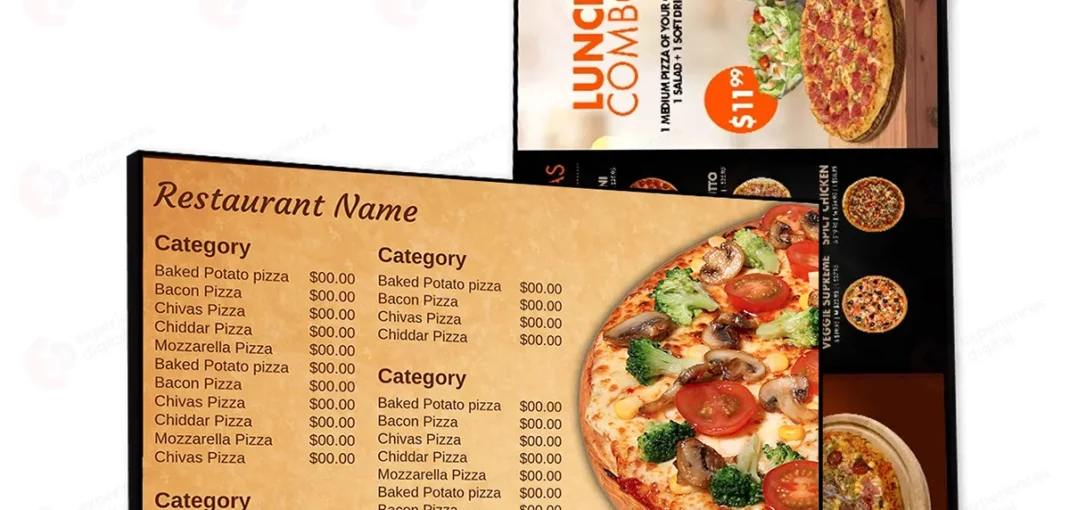 Restaurant Name
Category
Baked Potato pizza $00.00
Bacon Pizza $00.00
Chivas Pizza $00.00
Chiddar Pizza $00.00
Mozzarella Pizza $00.00
Baked Potato pizza $00.00
Bacon Pizza $00.00
Chivas Pizza $00.00
Chiddar Pizza $00.00
Mozzarella Pizza $00.00
Chivas Pizza $00.00
Category
Category
Baked Potato pizza $00.00
Bacon Pizza $00.00
Chivas Pizza $00.00
Chiddar Pizza $00.00
Category
Baked Potato pizza $00.00
Bacon Pizza $00.00
Chivas Pizza $00.00
Chiddar Pizza $00.00
Mozzarella Pizza $00.00
Baked Potato pizza $00.00
Bacon Pizza $00.00
1 MEDIUM PIZZA OF YOUR
1 SALAD + 1 SOFT
$11.99
SPICY CHICKEN
VEGGIE SUPREME
experiences
digital